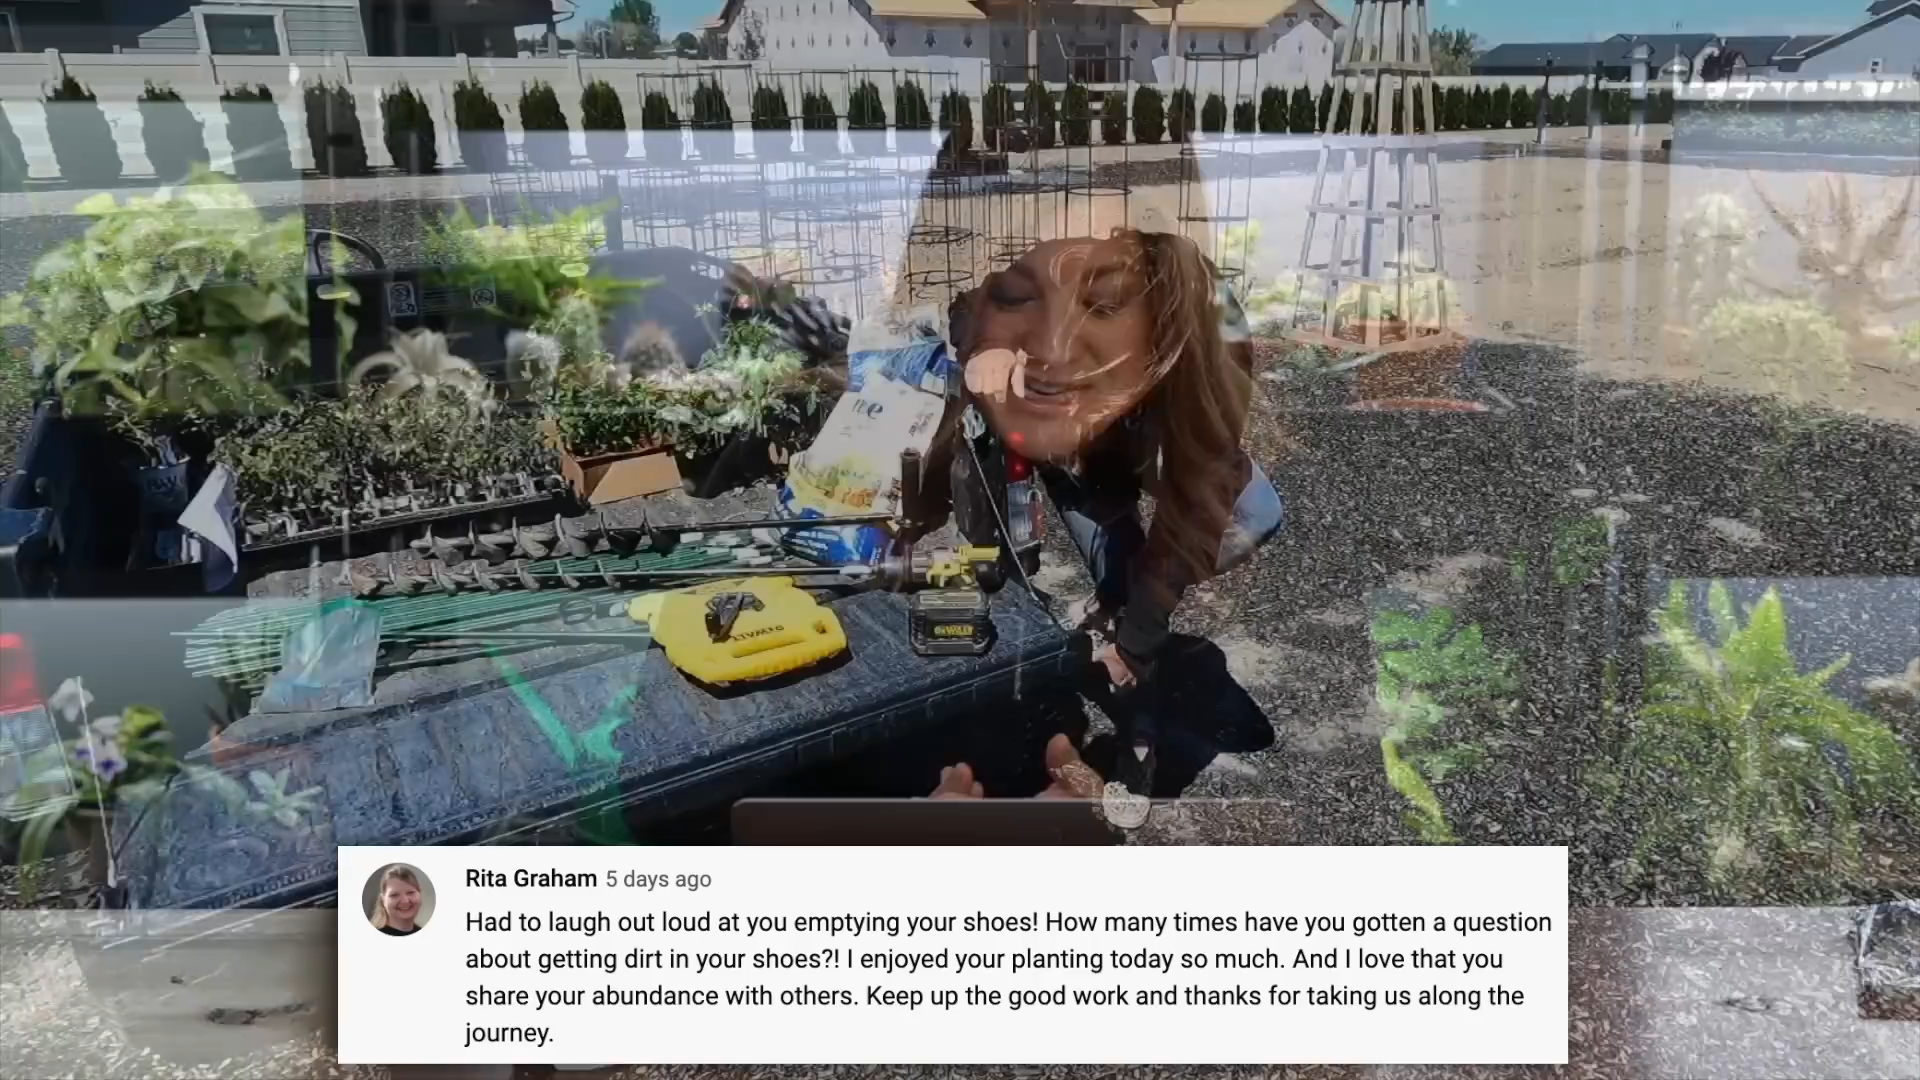 Rita Graham 5 days ago
Had to laugh out loud at you emptying your shoes! How many times have you gotten a question
about getting dirt in your shoes?! I enjoyed your planting today so much. And I love that you
share your abundance with others. Keep up the good work and thanks for taking us along the
journey.
DEWALT